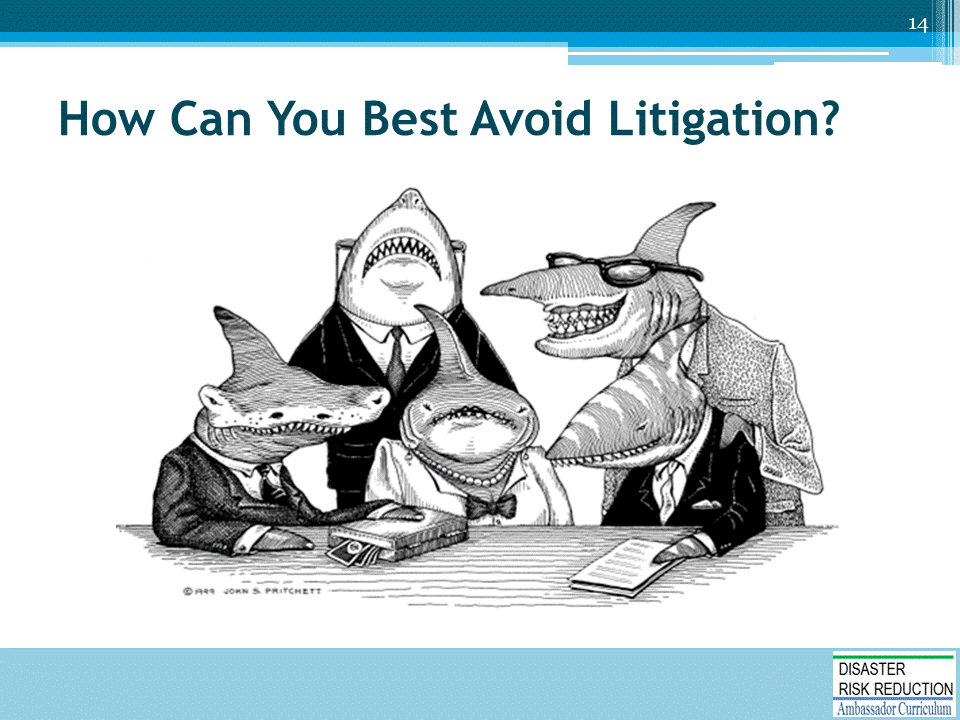 14
How Can You Best Avoid Litigation?
©1999 JOHN S. PRITCHETT
DISASTER
RISK REDUCTION
Ambassador Curriculum